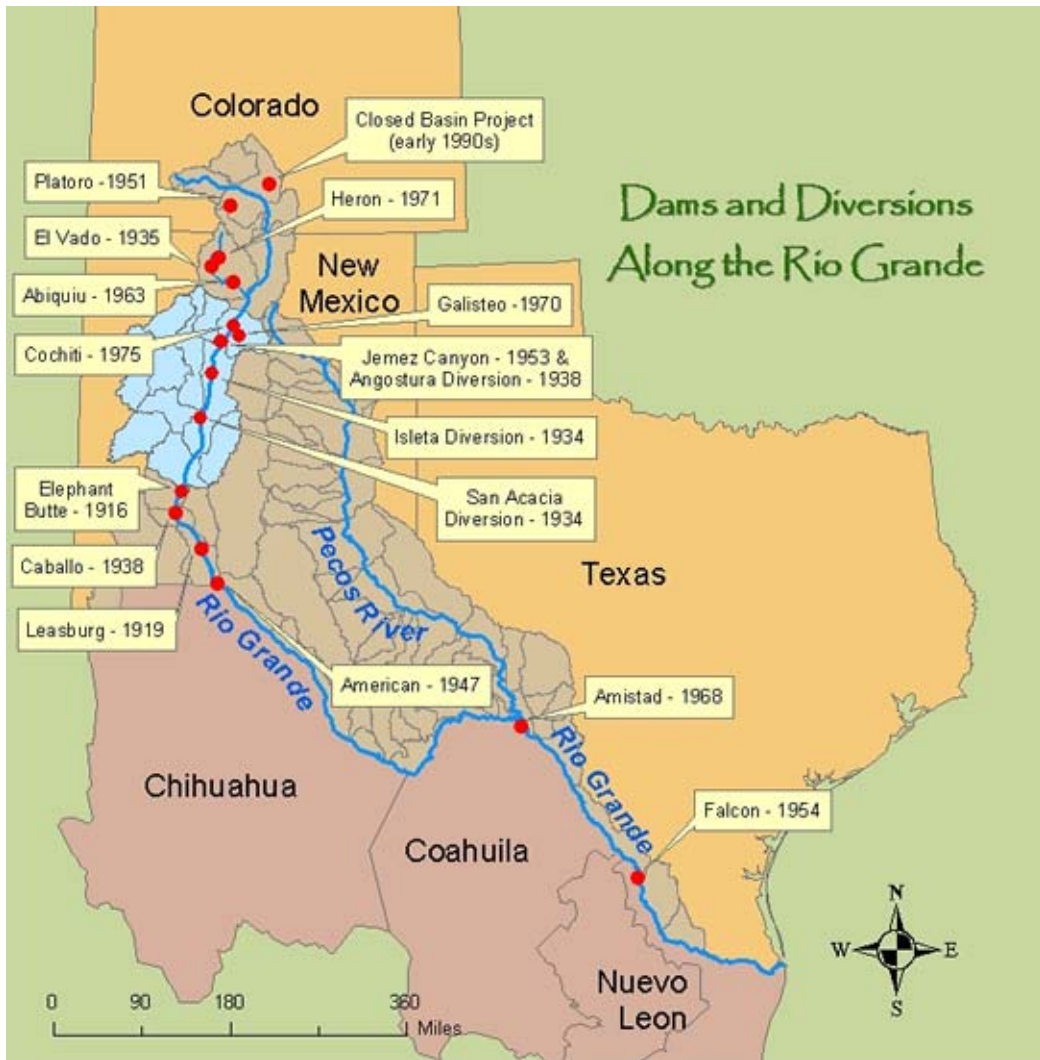 Colorado
Closed Basin Project
(early 1990s)
Platoro - 1951
Heron - 1971
Dams and Diversions
Along the Río Grande
El Vado - 1935
New
Mexico
Abiquiu - 1963
Galisteo - 1970
Cochiti - 1975
Jemez Canyon - 1953 &
Angostura Diversion - 1938
Isleta Diversion - 1934
Elephant
Butte - 1916
San Acacia
Diversion - 1934
Caballo - 1938
Pecos River
Texas
Leasburg - 1919
Río Grande
American - 1947
Amistad - 1968
Río Grande
Chihuahua
Falcon - 1954
Coahuila
N
W
E
S
Nuevo
Leon
0 90 180 360
Miles